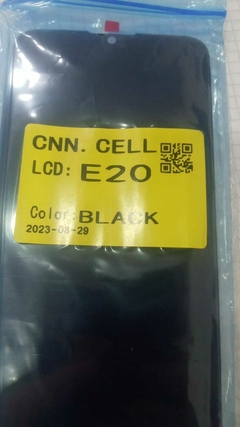 CNN. CELL
LCD: E20
Color: BLACK
2023-08-29